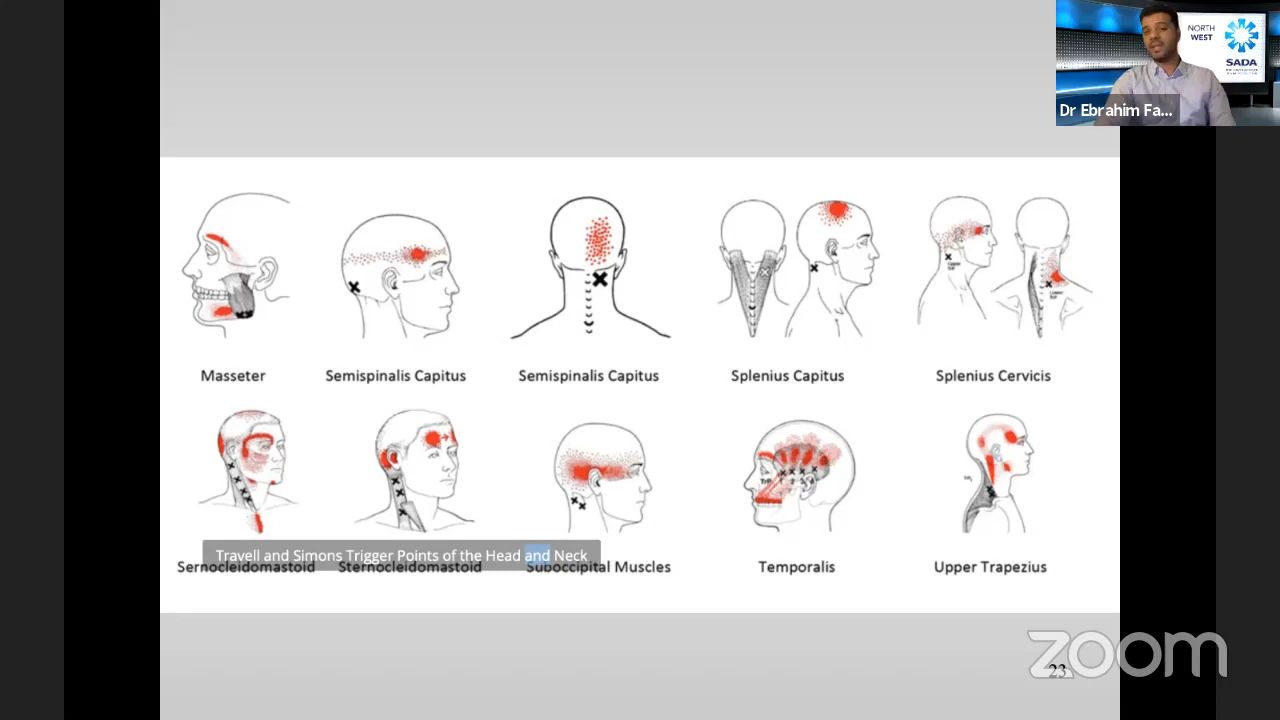 NORTH
WEST
SADA
Dr Ebrahim Fa...
Masseter
Semispinalis Capitus
Semispinalis Capitus
Splenius Capitus
Splenius Cervicis
Travell and Simons Trigger Points of the Head and Neck
Sernocleidomastoid
Sternocleidomastoid
Suboccipital Muscles
Temporalis
Upper Trapezius
zoom
23